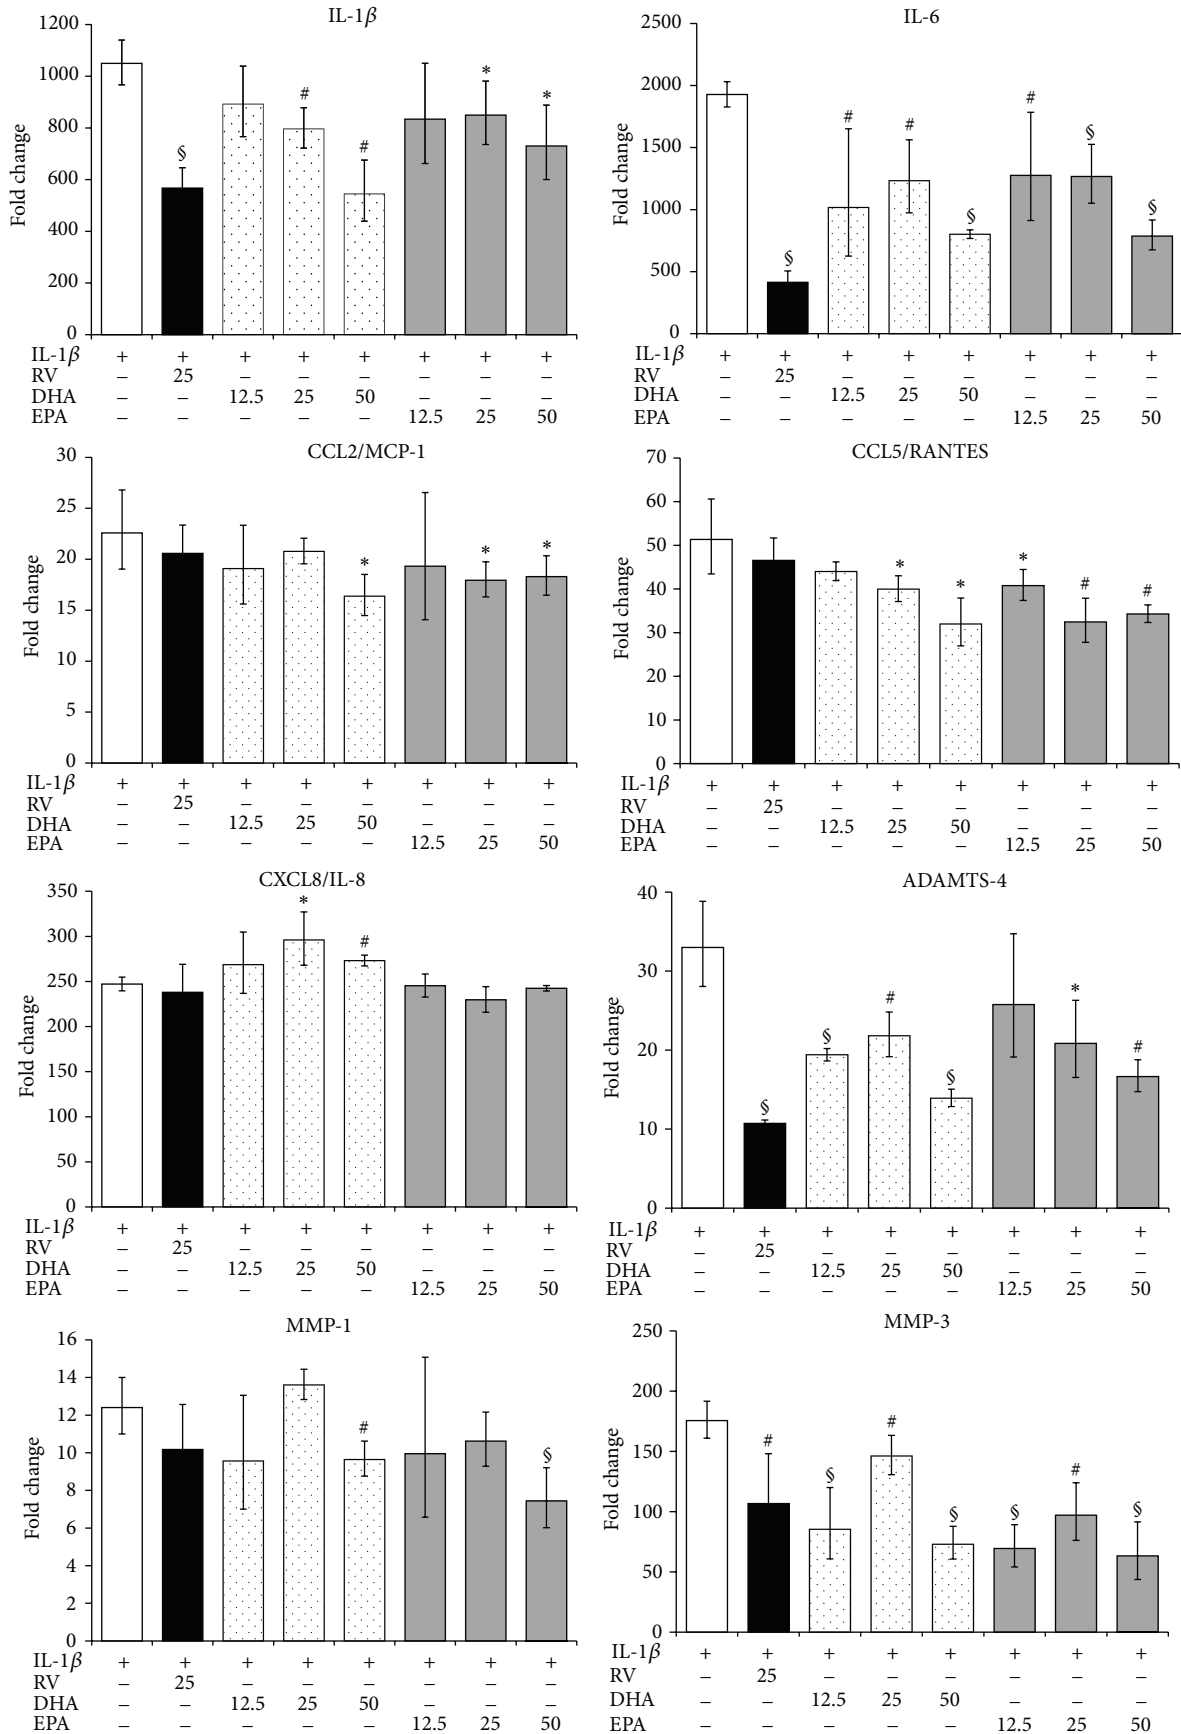 IL-1β
Fold change
1200
1000
800
600
400
200
0
§
#
#
*
*
IL-1β + + + + + + + +
RV – 25 – – – – – –
DHA – – 12.5 25 50 – – –
EPA – – – – – 12.5 25 50
IL-6
Fold change
2500
2000
1500
1000
500
0
§
#
#
§
#
§
§
IL-1β + + + + + + + +
RV – 25 – – – – – –
DHA – – 12.5 25 50 – – –
EPA – – – – – 12.5 25 50
CCL2/MCP-1
Fold change
30
25
20
15
10
5
0
*
*
*
IL-1β + + + + + + + +
RV – 25 – – – – – –
DHA – – 12.5 25 50 – – –
EPA – – – – – 12.5 25 50
CCL5/RANTES
Fold change
70
60
50
40
30
20
10
0
*
*
*
#
#
IL-1β + + + + + + + +
RV – 25 – – – – – –
DHA – – 12.5 25 50 – – –
EPA – – – – – 12.5 25 50
CXCL8/IL-8
Fold change
350
300
250
200
150
100
50
0
*
#
IL-1β + + + + + + + +
RV – 25 – – – – – –
DHA – – 12.5 25 50 – – –
EPA – – – – – 12.5 25 50
ADAMTS-4
Fold change
40
30
20
10
0
§
§
#
§
*
#
IL-1β + + + + + + + +
RV – 25 – – – – – –
DHA – – 12.5 25 50 – – –
EPA – – – – – 12.5 25 50
MMP-1
Fold change
16
14
12
10
8
6
4
2
0
#
§
IL-1β + + + + + + + +
RV – 25 – – – – – –
DHA – – 12.5 25 50 – – –
EPA – – – – – 12.5 25 50
MMP-3
Fold change
250
200
150
100
50
0
#
§
#
§
§
#
§
IL-1β + + + + + + + +
RV – 25 – – – – – –
DHA – – 12.5 25 50 – – –
EPA – – – – – 12.5 25 50